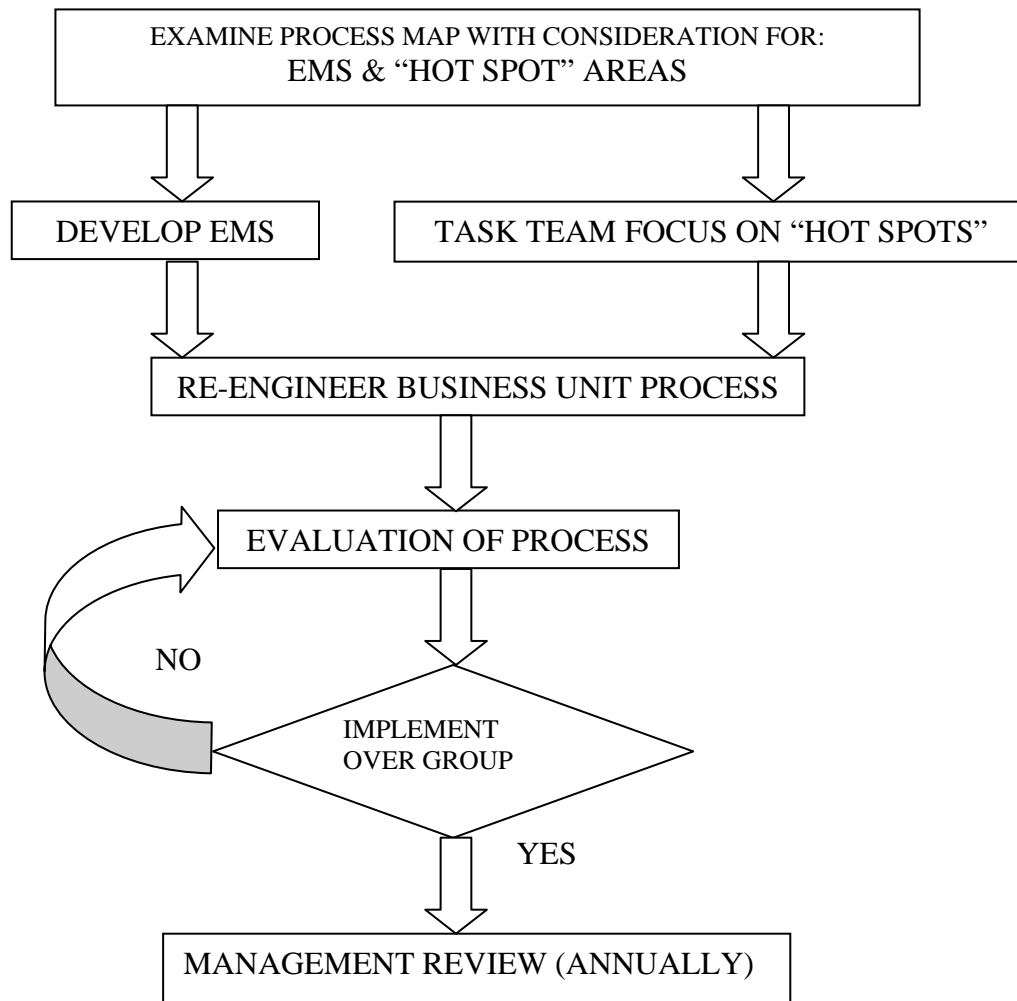 EXAMINE PROCESS MAP WITH CONSIDERATION FOR:
EMS & “HOT SPOT” AREAS
DEVELOP EMS
TASK TEAM FOCUS ON “HOT SPOTS”
RE-ENGINEER BUSINESS UNIT PROCESS
EVALUATION OF PROCESS
NO
IMPLEMENT
OVER GROUP
YES
MANAGEMENT REVIEW (ANNUALLY)